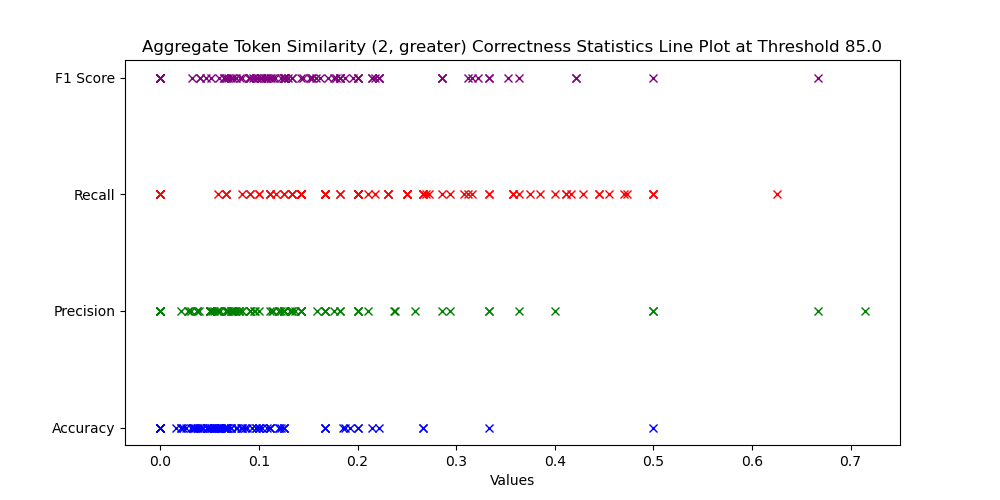 Aggregate Token Similarity (2, greater) Correctness Statistics Line Plot at Threshold 85.0
F1 Score
Recall
Precision
Accuracy
0.0 0.1 0.2 0.3 0.4 0.5 0.6 0.7
Values